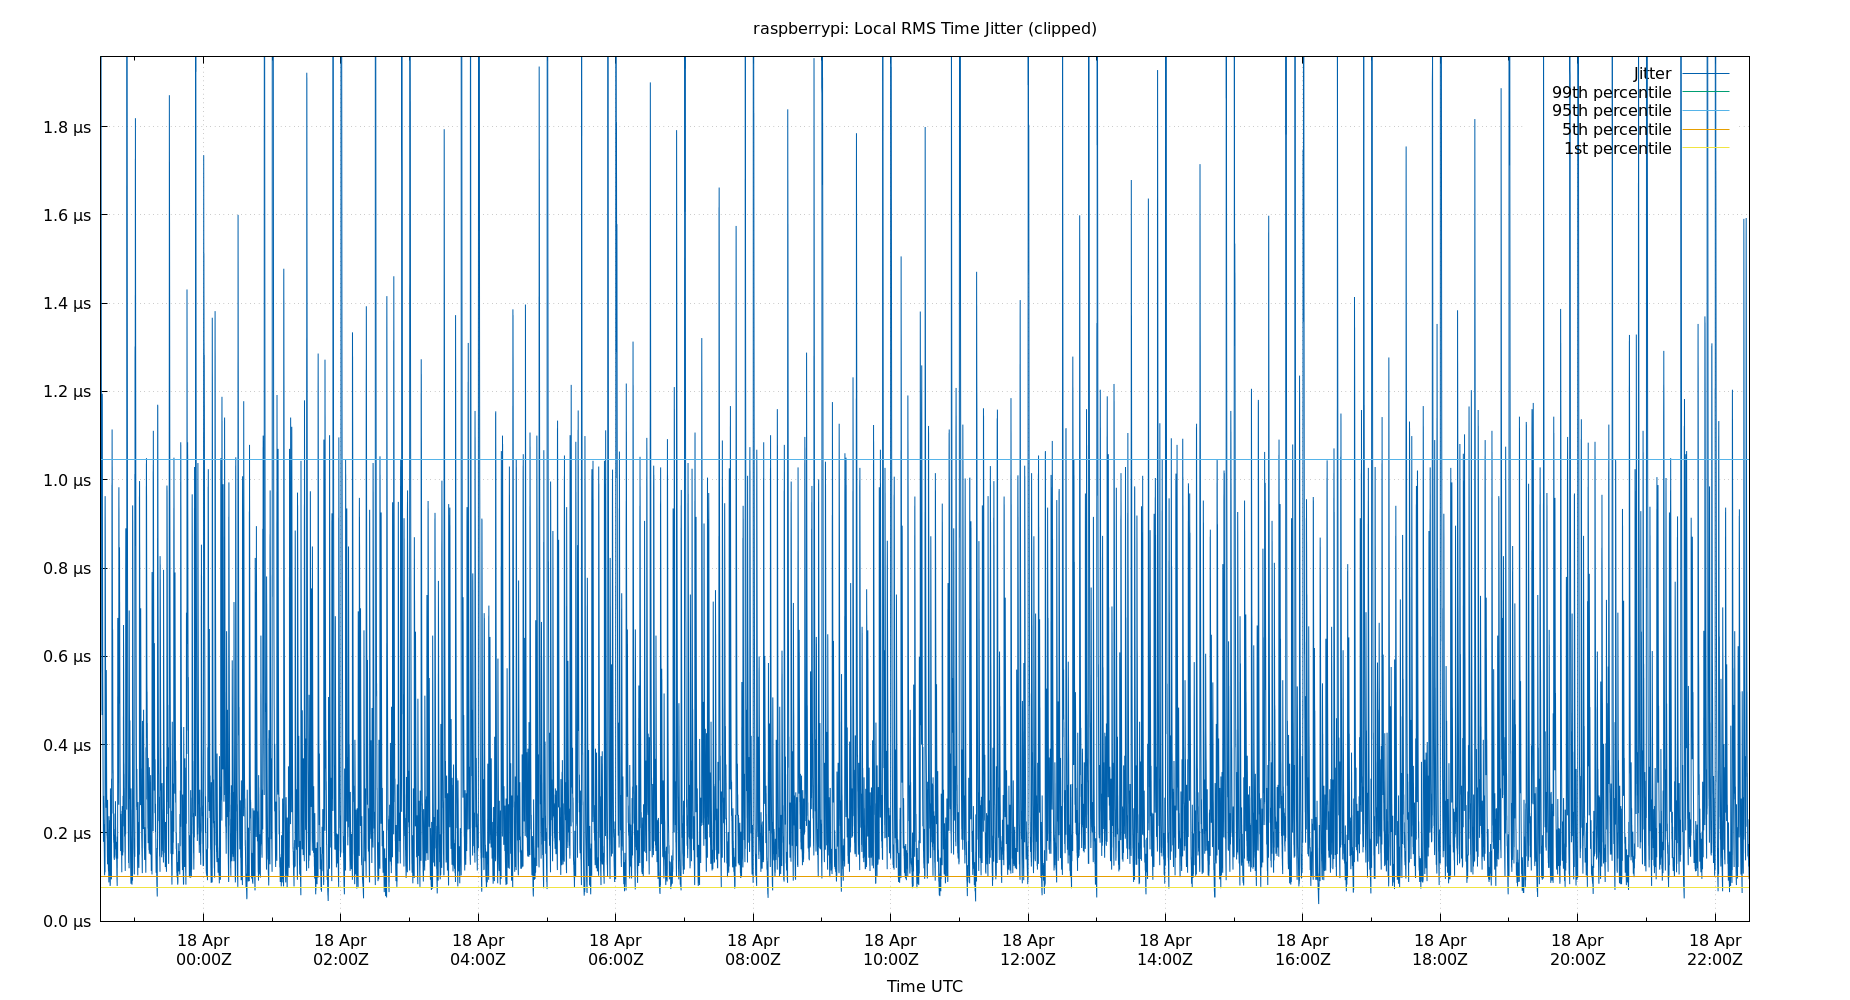 raspberrypi: Local RMS Time Jitter (clipped)
Jitter
99th percentile
95th percentile
5th percentile
1st percentile
1.8 µs
1.6 µs
1.4 µs
1.2 µs
1.0 µs
0.8 µs
0.6 µs
0.4 µs
0.2 µs
0.0 µs
18 Apr 18 Apr 18 Apr 18 Apr 18 Apr 18 Apr 18 Apr 18 Apr 18 Apr 18 Apr 18 Apr 18 Apr
00:00Z 02:00Z 04:00Z 06:00Z 08:00Z 10:00Z 12:00Z 14:00Z 16:00Z 18:00Z 20:00Z 22:00Z
Time UTC